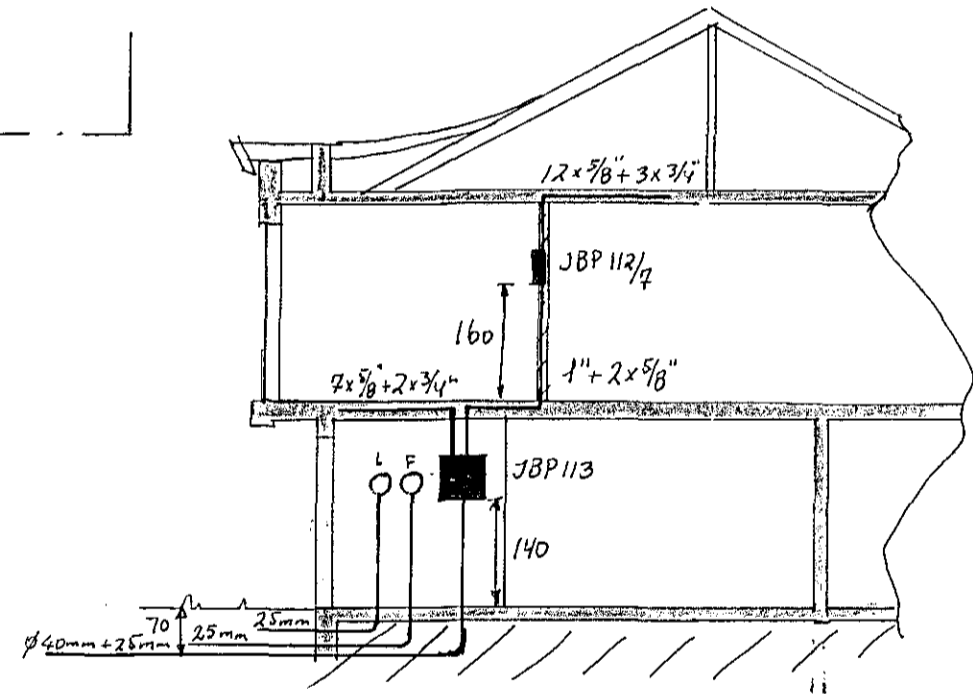 12 x 5/8" + 3 x 3/4"
JBP 112/7
160
7 x 5/8" + 2 x 3/4"
1" + 2 x 5/8"
L F
JBP 113
140
70
25mm
25mm
ø 40mm + 25mm